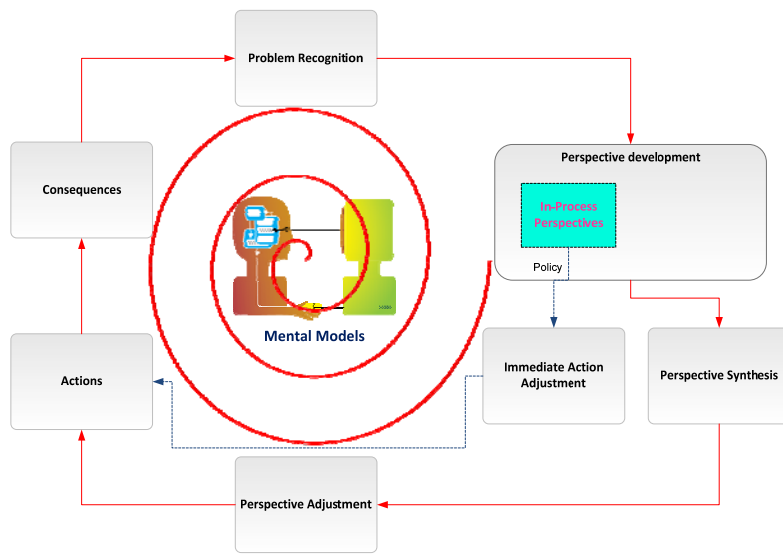 Problem Recognition
Perspective development
In-Process
Perspectives
Policy
Consequences
Mental Models
Actions
Immediate Action
Adjustment
Perspective Synthesis
Perspective Adjustment